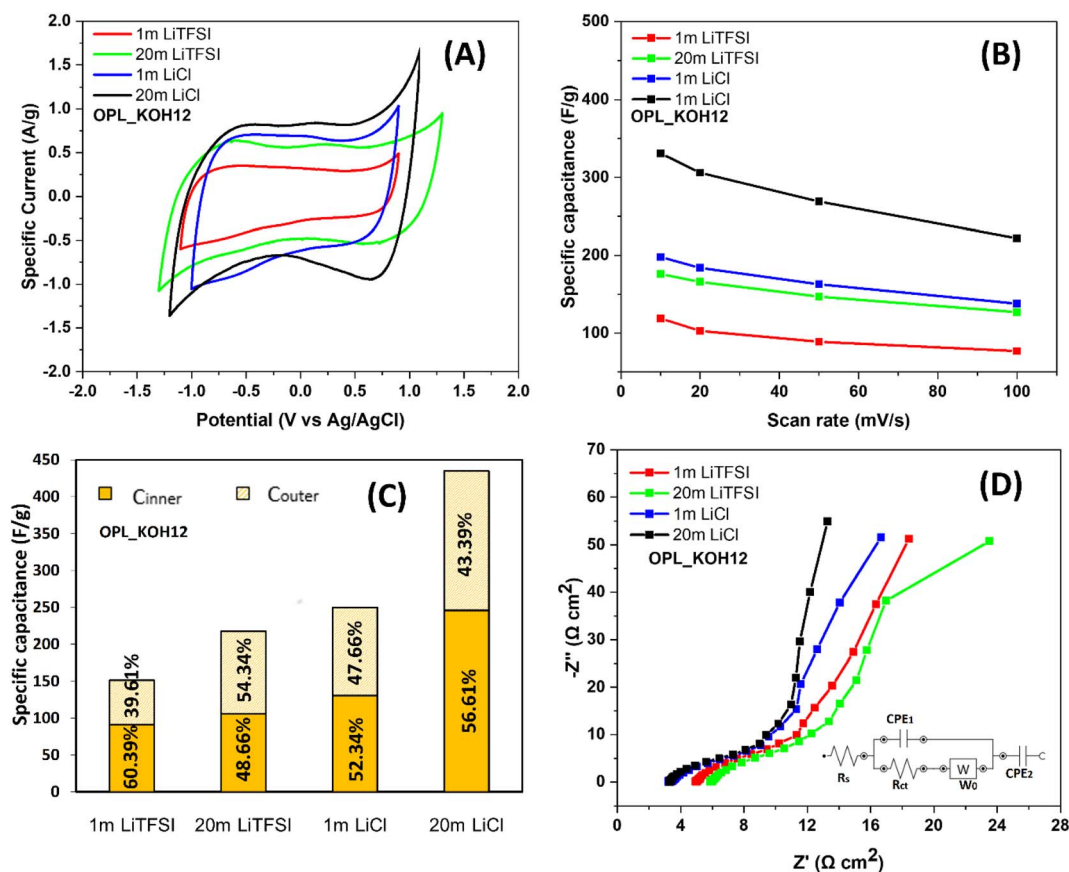 (A)
1m LiTFSI
20m LiTFSI
1m LiCl
20m LiCl
OPL_KOH12
Specific Current (A/g)
2.0
1.5
1.0
0.5
0.0
-0.5
-1.0
-1.5
-2.0
-2.0 -1.5 -1.0 -0.5 0.0 0.5 1.0 1.5 2.0
Potential (V vs Ag/AgCl)
(B)
1m LiTFSI
20m LiTFSI
1m LiCl
1m LiCl
OPL_KOH12
Specific capacitance (F/g)
500
400
300
200
100
0 20 40 60 80 100
Scan rate (mV/s)
(C)
Cinner Couter
OPL_KOH12
Specific capacitance (F/g)
450
400
350
300
250
200
150
100
50
0
39.61%
60.39%
54.34%
48.66%
47.66%
52.34%
43.39%
56.61%
1m LiTFSI 20m LiTFSI 1m LiCl 20m LiCl
(D)
1m LiTFSI
20m LiTFSI
1m LiCl
20m LiCl
OPL_KOH12
-Z'' (Ω cm2)
70
60
50
40
30
20
10
0
CPE1
Rs
Rct
W
W0
CPE2
0 4 8 12 16 20 24 28
Z' (Ω cm2)